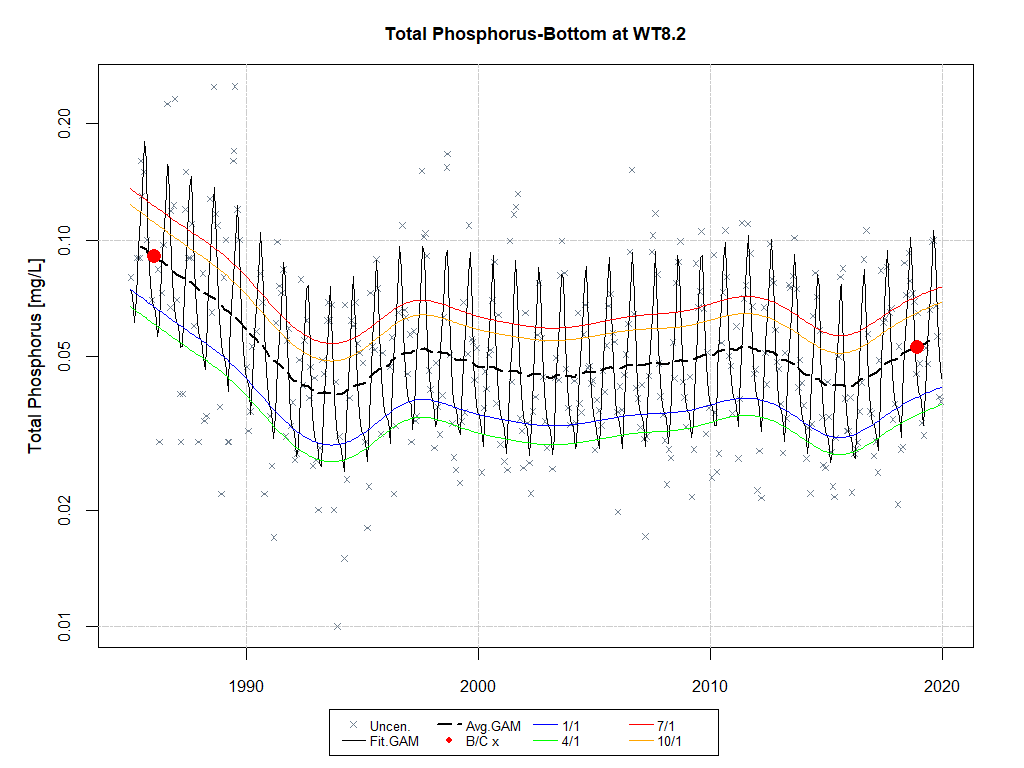 Total Phosphorus-Bottom at WT8.2
Total Phosphorus [mg/L]
0.20
0.10
0.05
0.02
0.01
1990 2000 2010 2020
Uncen. Avg.GAM 1/1 7/1
Fit.GAM B/C x 4/1 10/1